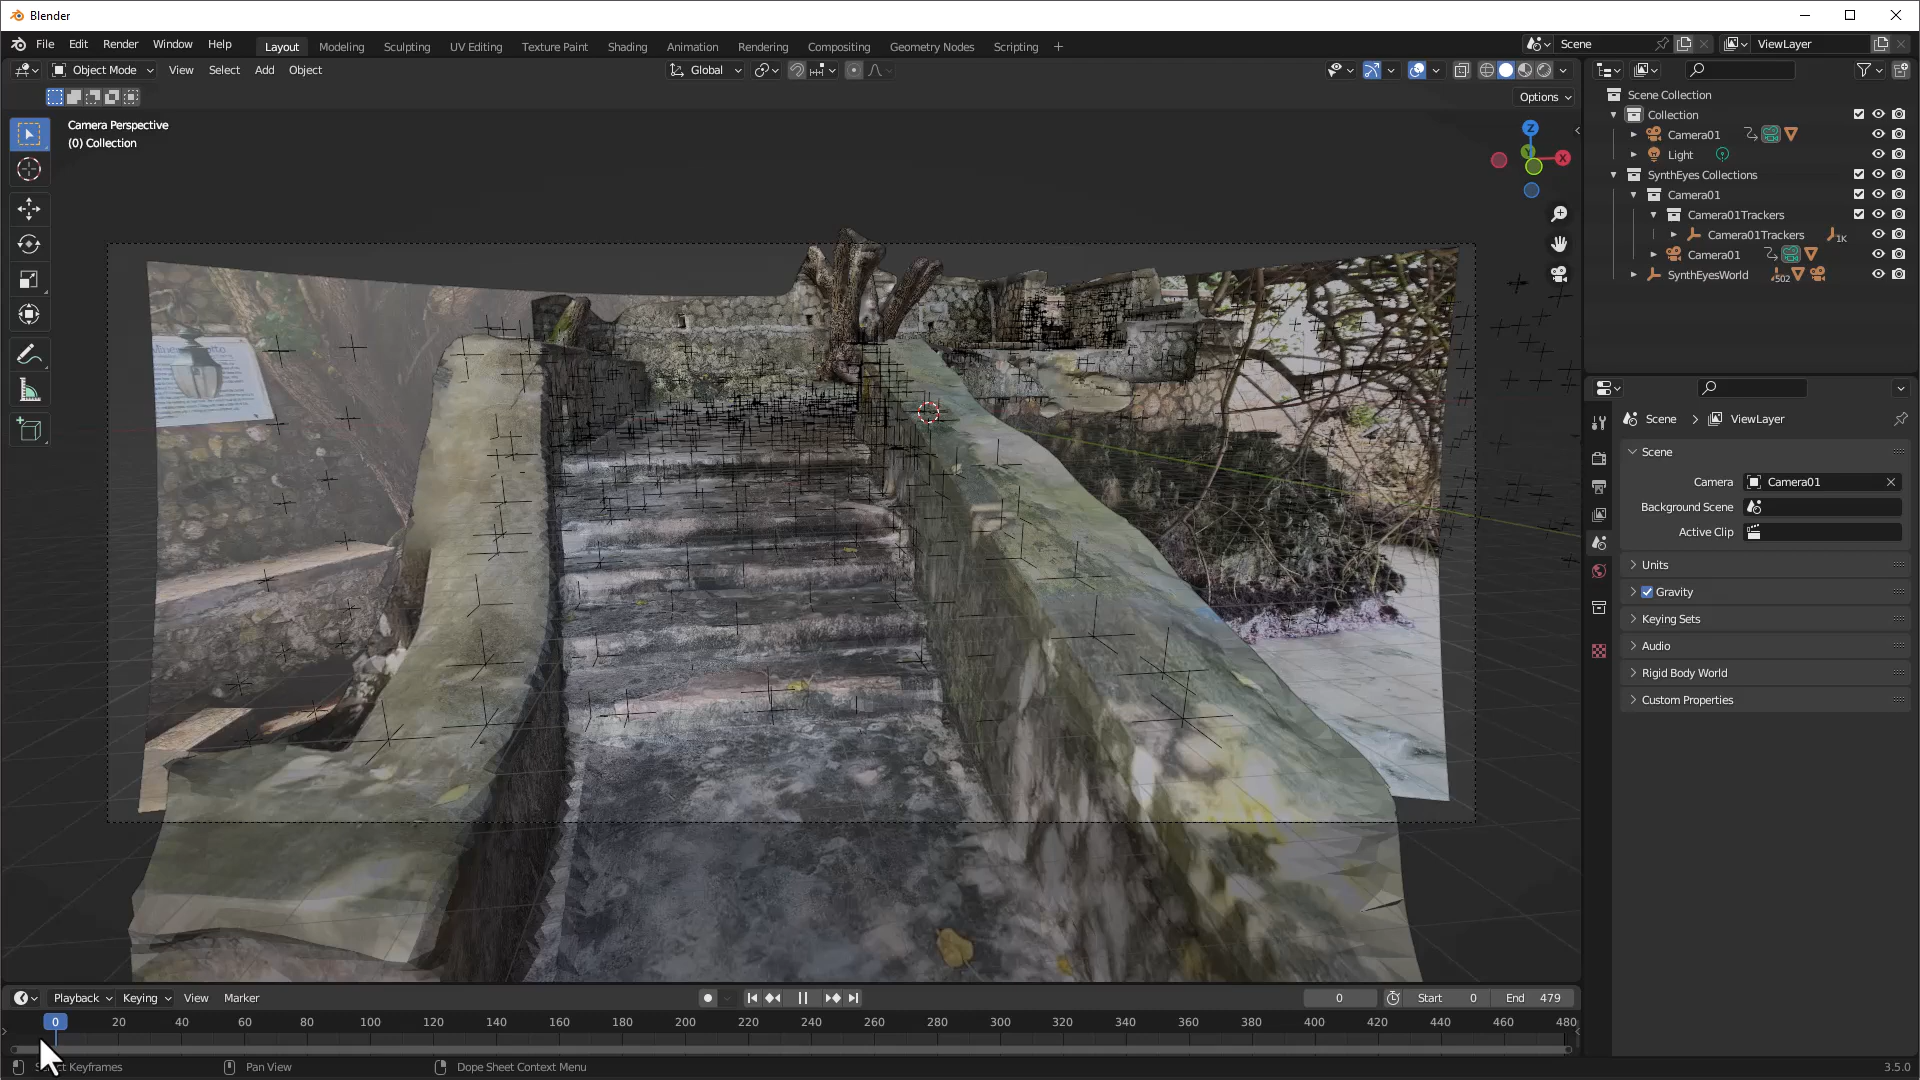 Blender
File Edit Render Window Help
Layout Modeling Sculpting UV Editing Texture Paint Shading Animation Rendering Compositing Geometry Nodes Scripting +
Scene
ViewLayer
Object Mode View Select Add Object
Global
Options
Camera Perspective
(0) Collection
Z
X
Scene Collection
Collection
Camera01
Light
SynthEyes Collections
Camera01
Camera01Trackers
Camera01Trackers 1K
Camera01
SynthEyesWorld 502
Scene > ViewLayer
Scene
Camera Camera01
Background Scene
Active Clip
Units
Gravity
Keying Sets
Audio
Rigid Body World
Custom Properties
Playback Keying View Marker
0 Start 0 End 479
0 20 40 60 80 100 120 140 160 180 200 220 240 260 280 300 320 340 360 380 400 420 440 460 480
Keyframes Pan View Dope Sheet Context Menu 3.5.0